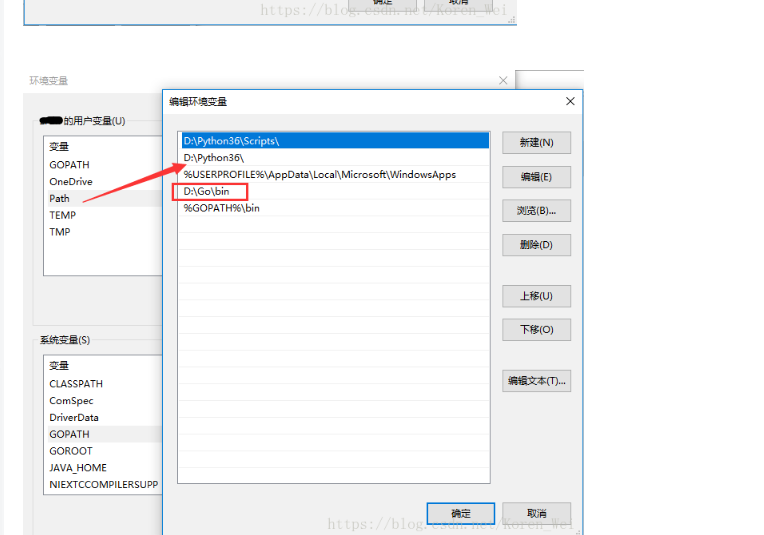 确定
取消
https://blog.csdn.net/Koren_Wei
环境变量
编辑环境变量
的用户变量(U)
变量
GOPATH
OneDrive
Path
TEMP
TMP
D:\Python36\Scripts\
D:\Python36\
%USERPROFILE%\AppData\Local\Microsoft\WindowsApps
D:\Go\bin
%GOPATH%\bin
新建(N)
编辑(E)
浏览(B)...
删除(D)
上移(U)
下移(O)
编辑文本(T)...
系统变量(S)
变量
CLASSPATH
ComSpec
DriverData
GOPATH
GOROOT
JAVA_HOME
NIEXTCCOMPILERSUPP
确定
取消
https://blog.csdn.net/Koren_Wei